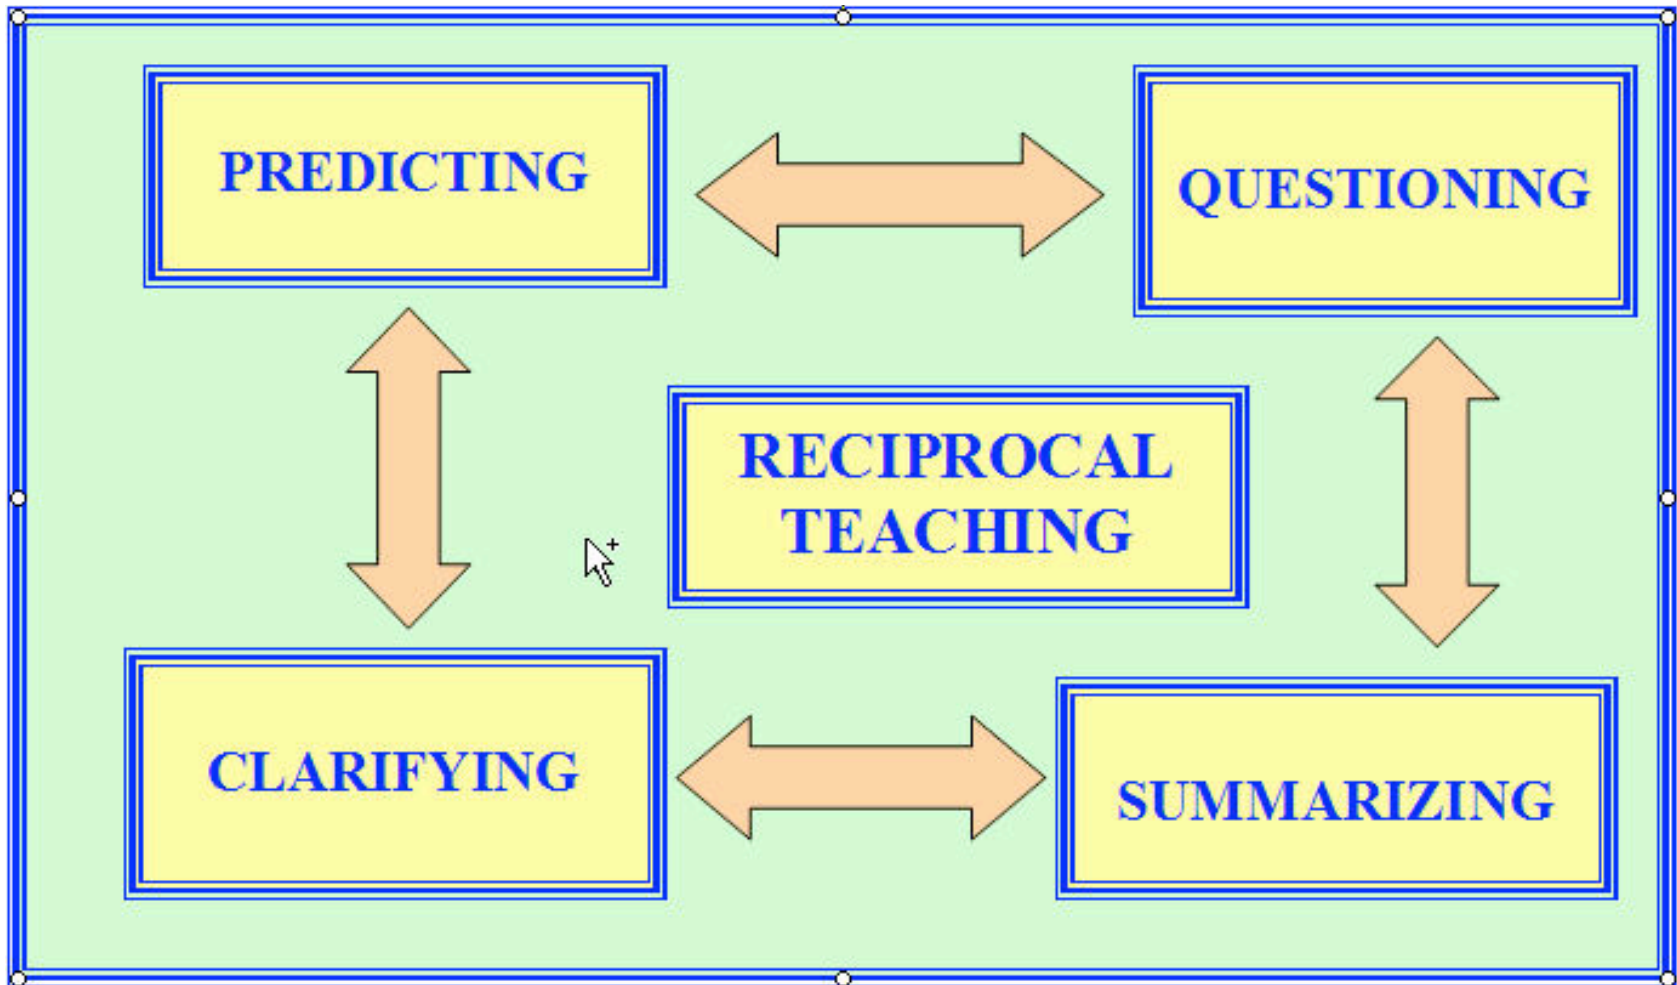 PREDICTING
QUESTIONING
RECIPROCAL
TEACHING
CLARIFYING
SUMMARIZING